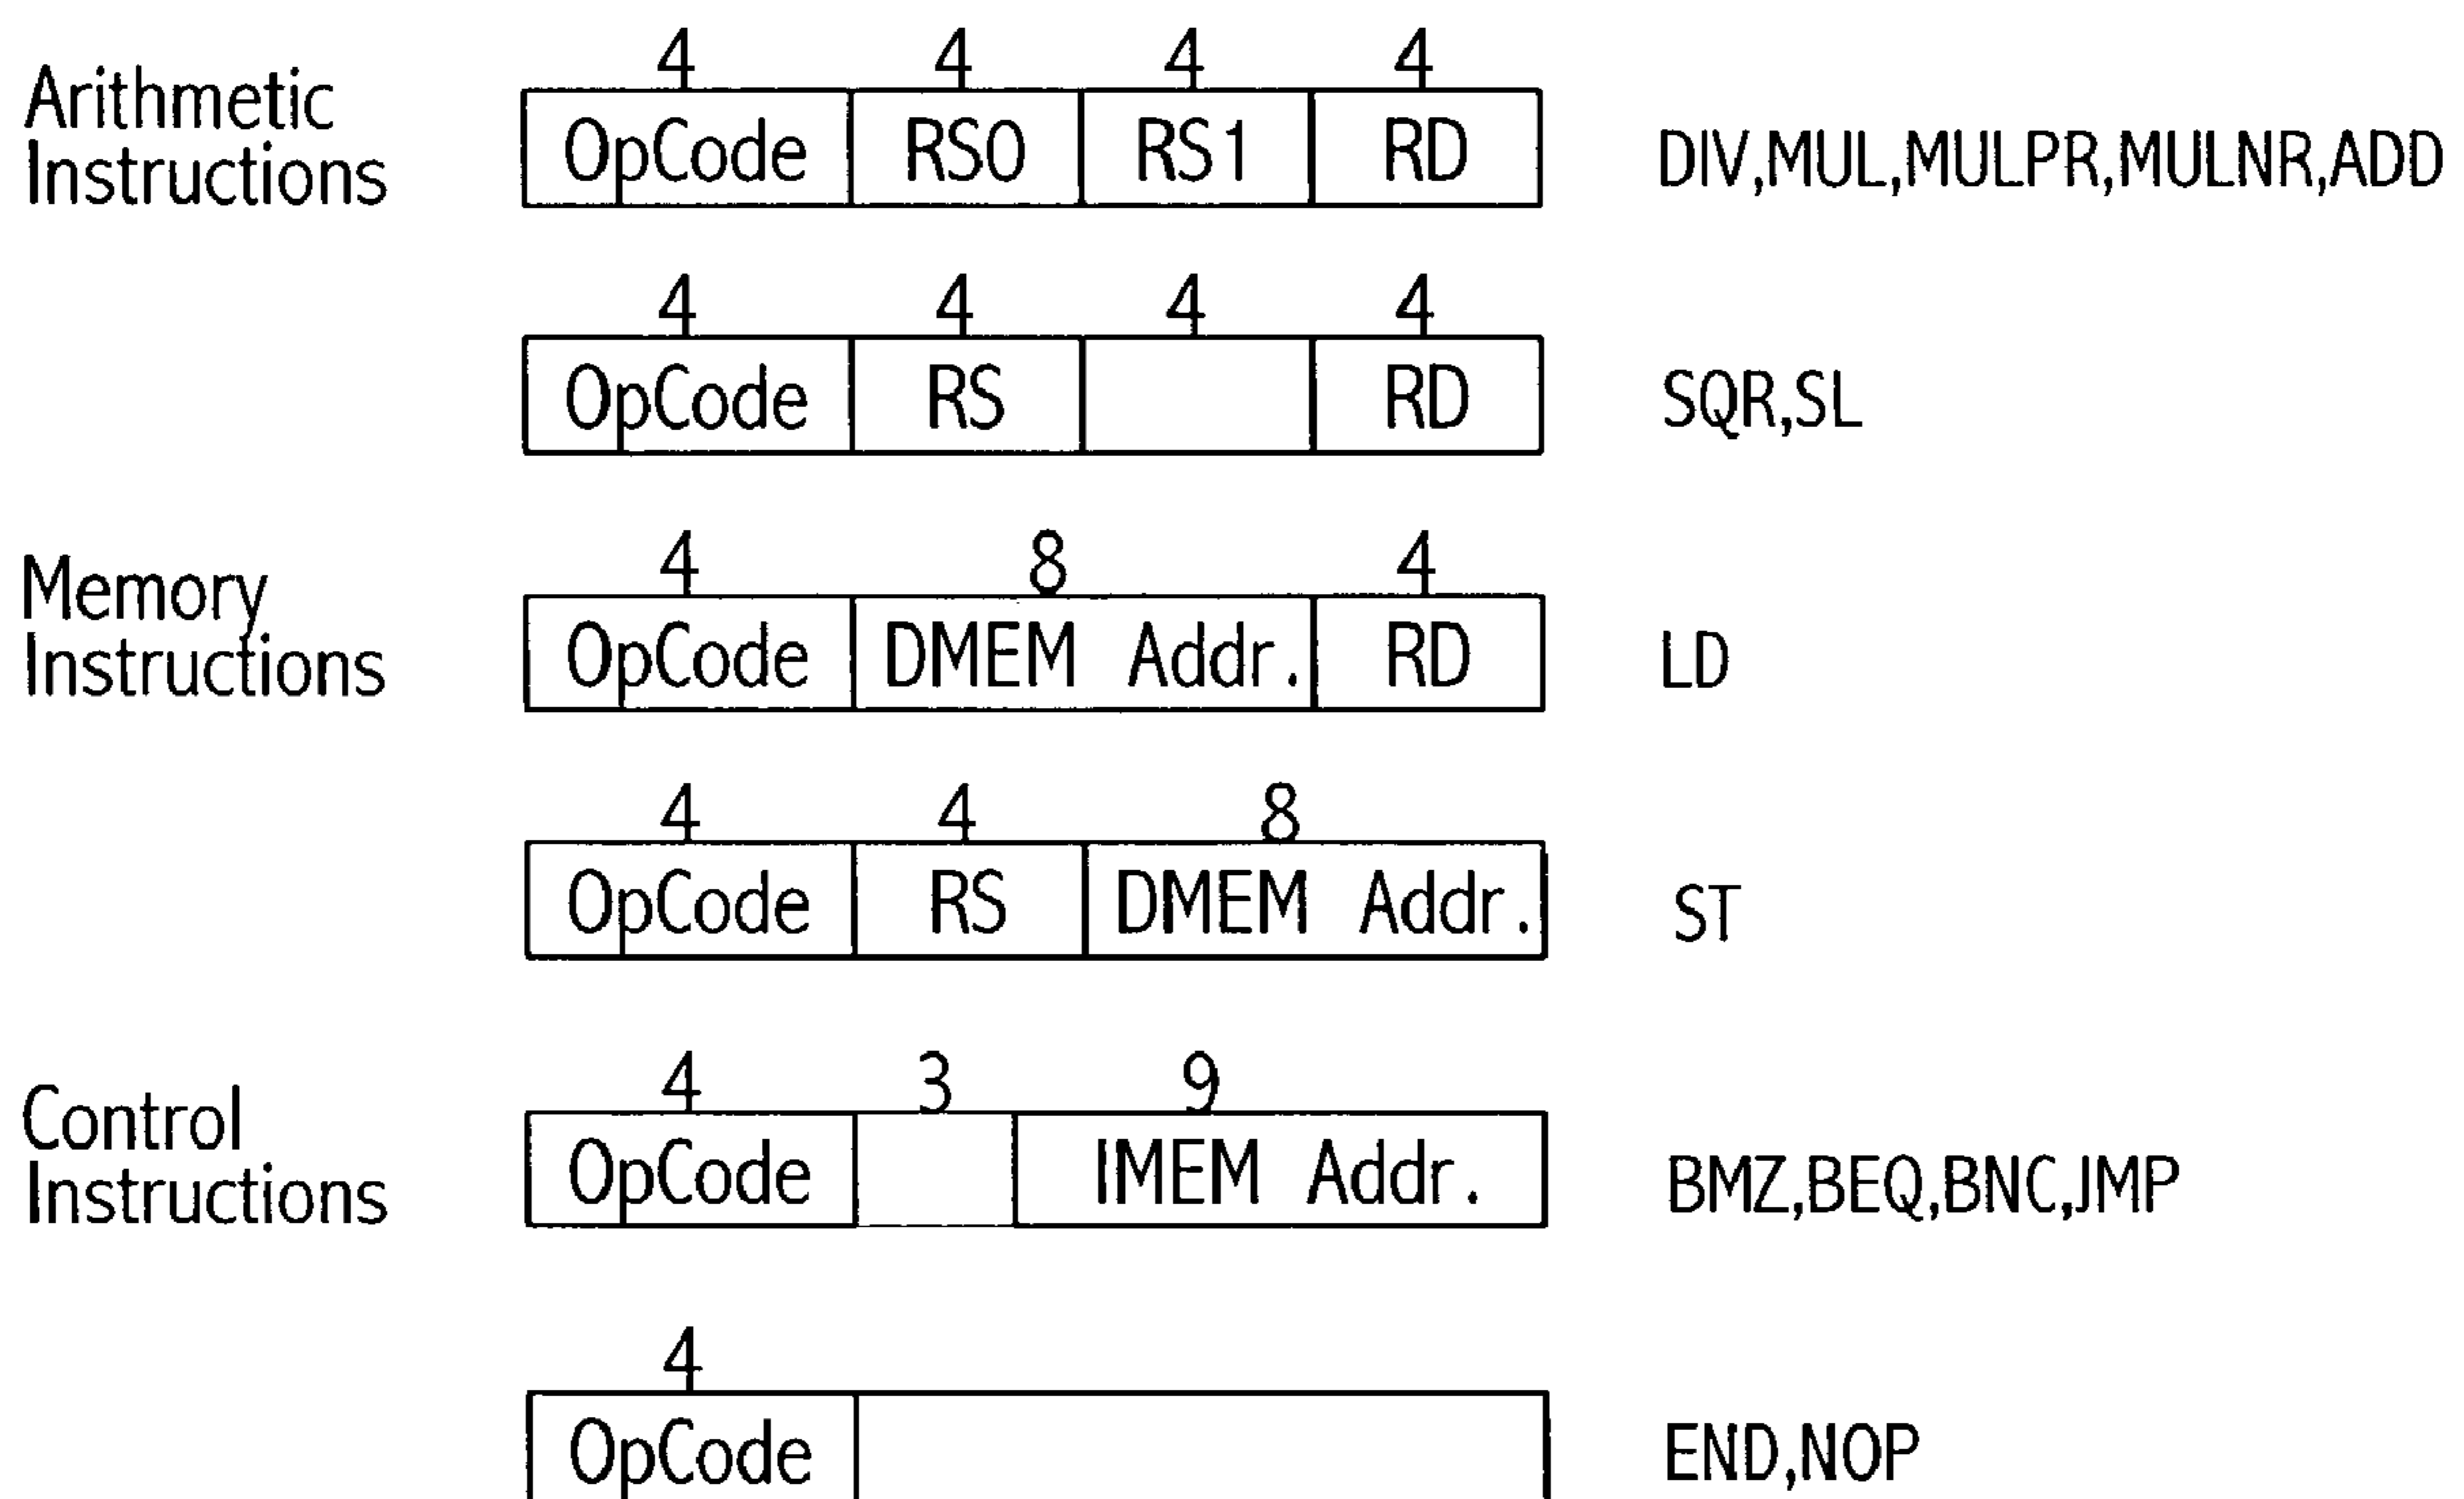 4 4 4 4
Arithmetic
Instructions
OpCode RS0 RS1 RD DIV,MUL,MULPR,MULNR,ADD
4 4 4 4
OpCode RS RD SQR,SL
4 8 4
Memory
Instructions
OpCode DMEM Addr. RD LD
4 4 8
OpCode RS DMEM Addr. ST
4 3 9
Control
Instructions
OpCode IMEM Addr. BMZ,BEQ,BNC,JMP
4
OpCode END,NOP